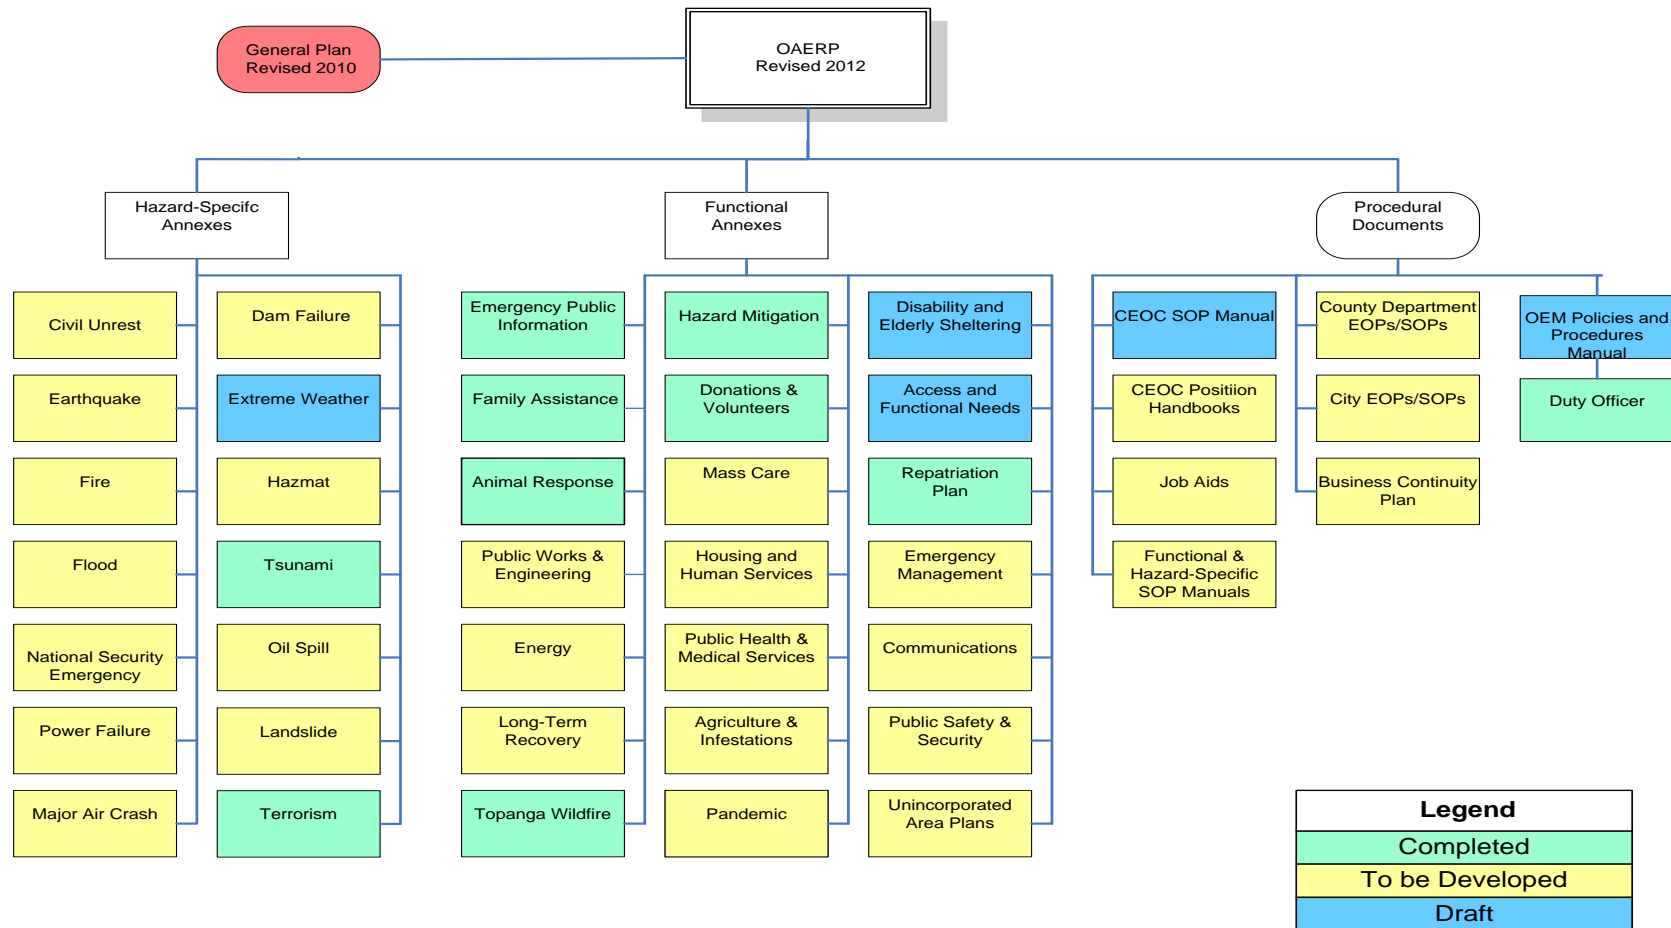 General Plan
Revised 2010
OAERP
Revised 2012
Hazard-Specifc
Annexes
Functional
Annexes
Procedural
Documents
Civil Unrest
Earthquake
Fire
Flood
National Security
Emergency
Power Failure
Major Air Crash
Dam Failure
Extreme Weather
Hazmat
Tsunami
Oil Spill
Landslide
Terrorism
Emergency Public
Information
Family Assistance
Animal Response
Public Works &
Engineering
Energy
Long-Term
Recovery
Topanga Wildfire
Hazard Mitigation
Donations &
Volunteers
Mass Care
Housing and
Human Services
Public Health &
Medical Services
Agriculture &
Infestations
Pandemic
Disability and
Elderly Sheltering
Access and
Functional Needs
Repatriation
Plan
Emergency
Management
Communications
Public Safety &
Security
Unincorporated
Area Plans
CEOC SOP Manual
CEOC Positiion
Handbooks
Job Aids
Functional &
Hazard-Specific
SOP Manuals
County Department
EOPs/SOPs
City EOPs/SOPs
Business Continuity
Plan
OEM Policies and
Procedures
Manual
Duty Officer
Legend
Completed
To be Developed
Draft